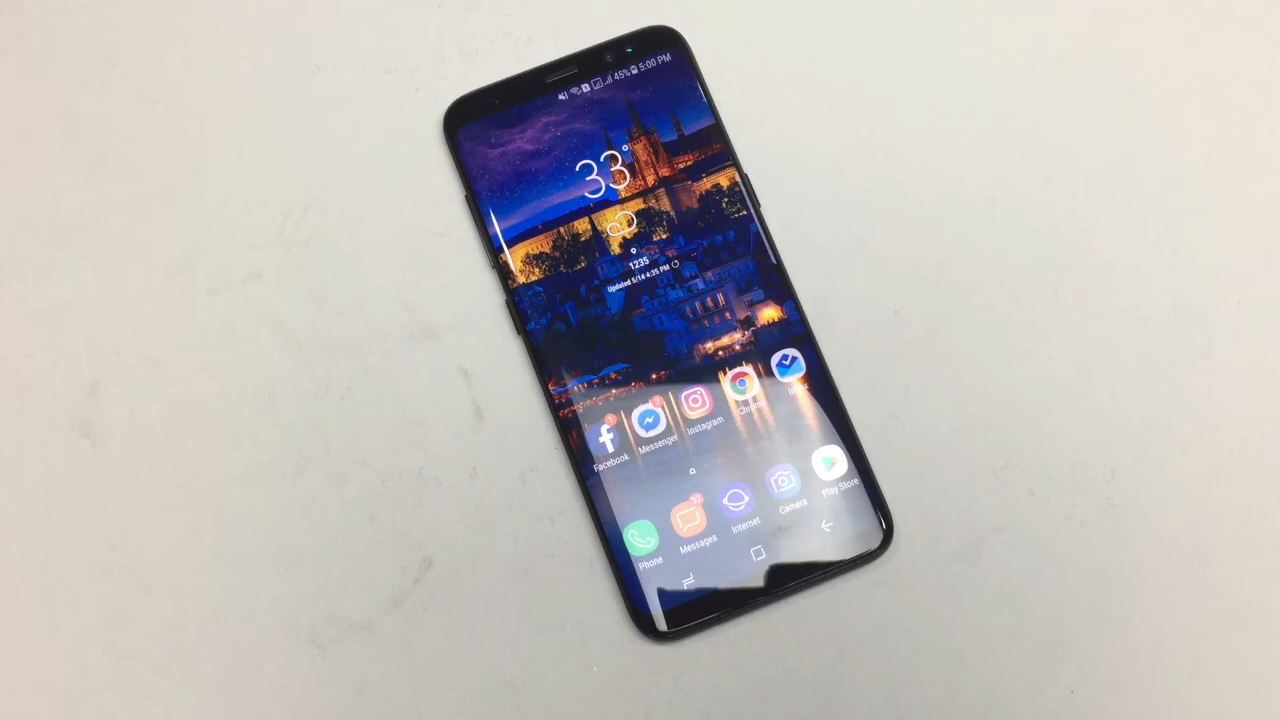 45% 5:00 PM
33°
1235
Updated 5/14 4:35 PM
Facebook
Messenger
Instagram
Chrome
Inbox
Phone
Messages
Internet
Camera
Play Store